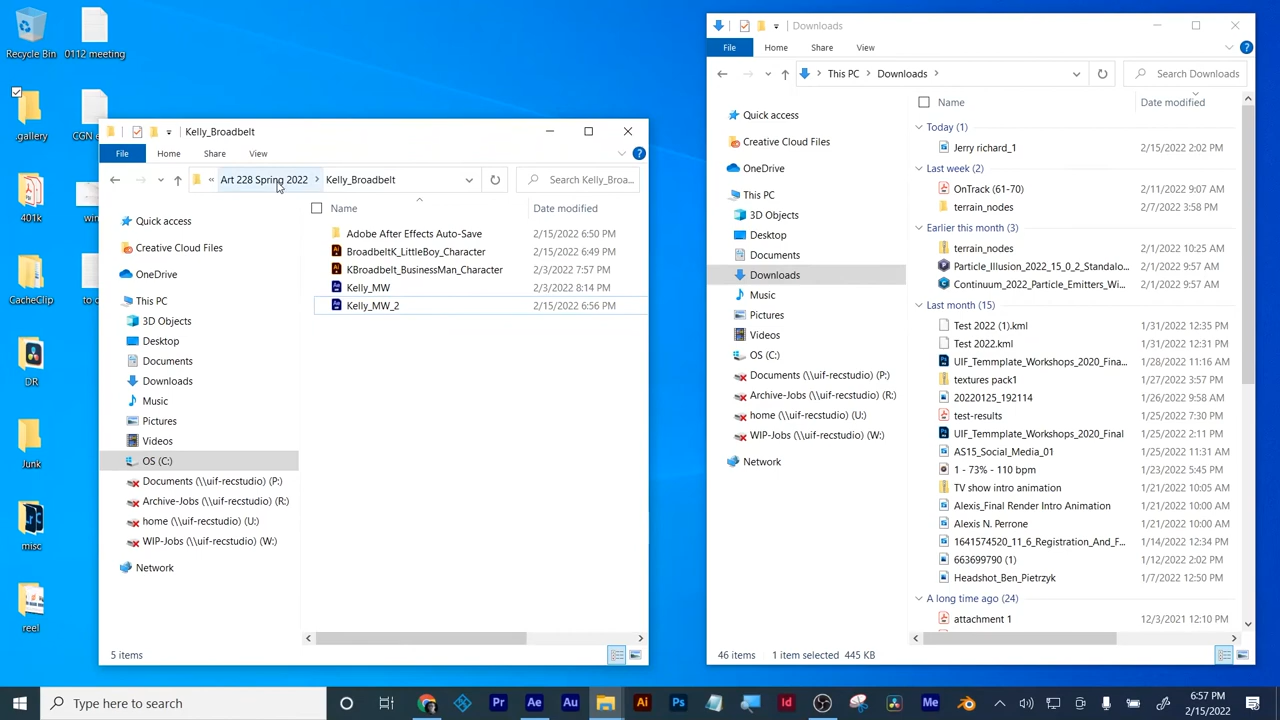 Recycle Bin
0112 meeting
.gallery
CGN e
401k
win
CacheClip
to c
DR
Junk
misc
reel
Kelly_Broadbelt
File
Home
Share
View
« Art 228 Spring 2022 > Kelly_Broadbelt
Search Kelly_Broa...
Quick access
Creative Cloud Files
OneDrive
This PC
3D Objects
Desktop
Documents
Downloads
Music
Pictures
Videos
OS (C:)
Documents (\\uif-recstudio) (P:)
Archive-Jobs (\\uif-recstudio) (R:)
home (\\uif-recstudio) (U:)
WIP-Jobs (\\uif-recstudio) (W:)
Network
Name Date modified
Adobe After Effects Auto-Save 2/15/2022 6:50 PM
BroadbeltK_LittleBoy_Character 2/15/2022 6:49 PM
KBroadbelt_BusinessMan_Character 2/3/2022 7:57 PM
Kelly_MW 2/3/2022 8:14 PM
Kelly_MW_2 2/15/2022 6:56 PM
5 items
Downloads
File
Home
Share
View
This PC > Downloads >
Search Downloads
Quick access
Creative Cloud Files
OneDrive
This PC
3D Objects
Desktop
Documents
Downloads
Music
Pictures
Videos
OS (C:)
Documents (\\uif-recstudio) (P:)
Archive-Jobs (\\uif-recstudio) (R:)
home (\\uif-recstudio) (U:)
WIP-Jobs (\\uif-recstudio) (W:)
Network
Name Date modified
Today (1)
Jerry richard_1 2/15/2022 2:02 PM
Last week (2)
OnTrack (61-70) 2/11/2022 9:07 AM
terrain_nodes 2/7/2022 3:58 PM
Earlier this month (3)
terrain_nodes 2/1/2022 10:25 AM
Particle_Illusion_2022_15_0_2_Standalo... 2/1/2022 9:57 AM
Continuum_2022_Particle_Emitters_Wi... 2/1/2022 9:57 AM
Last month (15)
Test 2022 (1).kml 1/31/2022 12:35 PM
Test 2022.kml 1/31/2022 12:31 PM
UIF_Temmplate_Workshops_2020_Fina... 1/28/2022 11:16 AM
textures pack1 1/27/2022 3:57 PM
20220125_192114 1/26/2022 9:58 AM
test-results 1/25/2022 7:30 PM
UIF_Temmplate_Workshops_2020_Final 1/25/2022 2:11 PM
AS15_Social_Media_01 1/25/2022 11:31 AM
1 - 73% - 110 bpm 1/23/2022 5:45 PM
TV show intro animation 1/21/2022 10:05 AM
Alexis_Final Render Intro Animation 1/21/2022 10:00 AM
Alexis N. Perrone 1/21/2022 10:00 AM
1641574520_11_6_Registration_And_F... 1/14/2022 12:34 PM
663699790 (1) 1/12/2022 2:02 PM
Headshot_Ben_Pietrzyk 1/7/2022 12:50 PM
A long time ago (24)
attachment 1 12/3/2021 12:10 PM
46 items 1 item selected 445 KB
Type here to search
Pr
Ae
Au
Ai
Ps
Id
Me
6:57 PM
2/15/2022